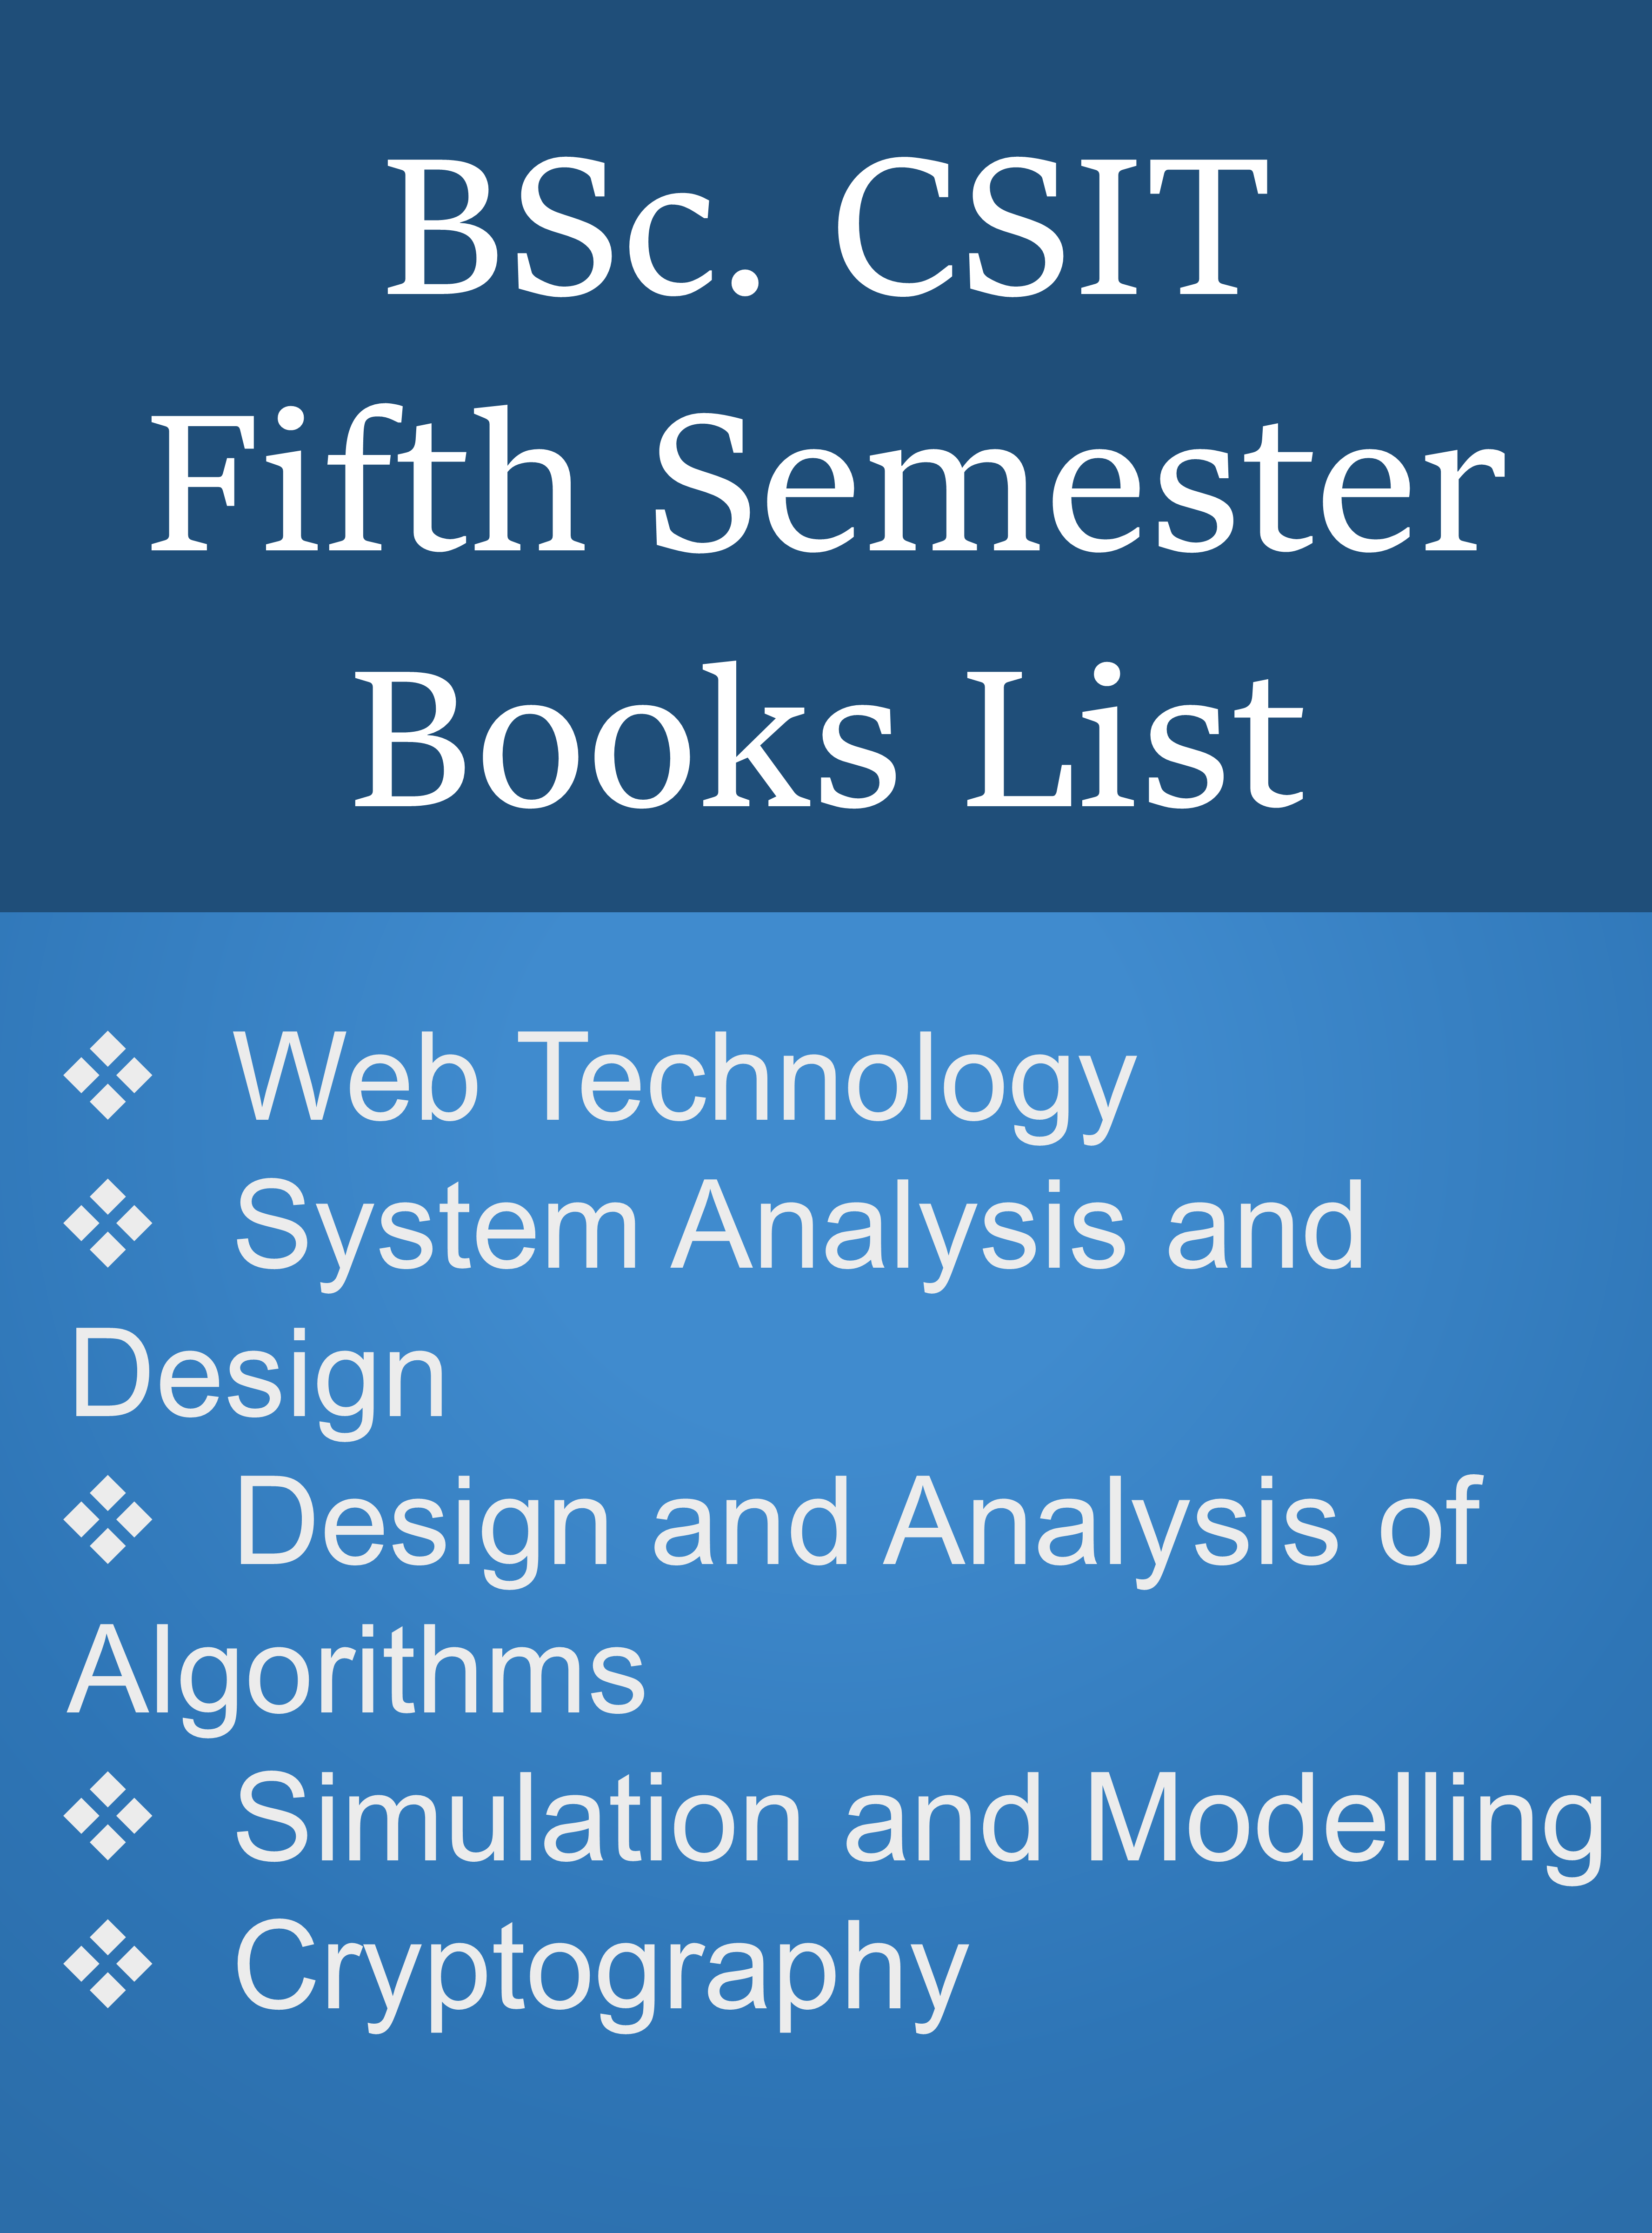 BSc. CSIT
Fifth Semester
Books List
❖ Web Technology
❖ System Analysis and
Design
❖ Design and Analysis of
Algorithms
❖ Simulation and Modelling
❖ Cryptography